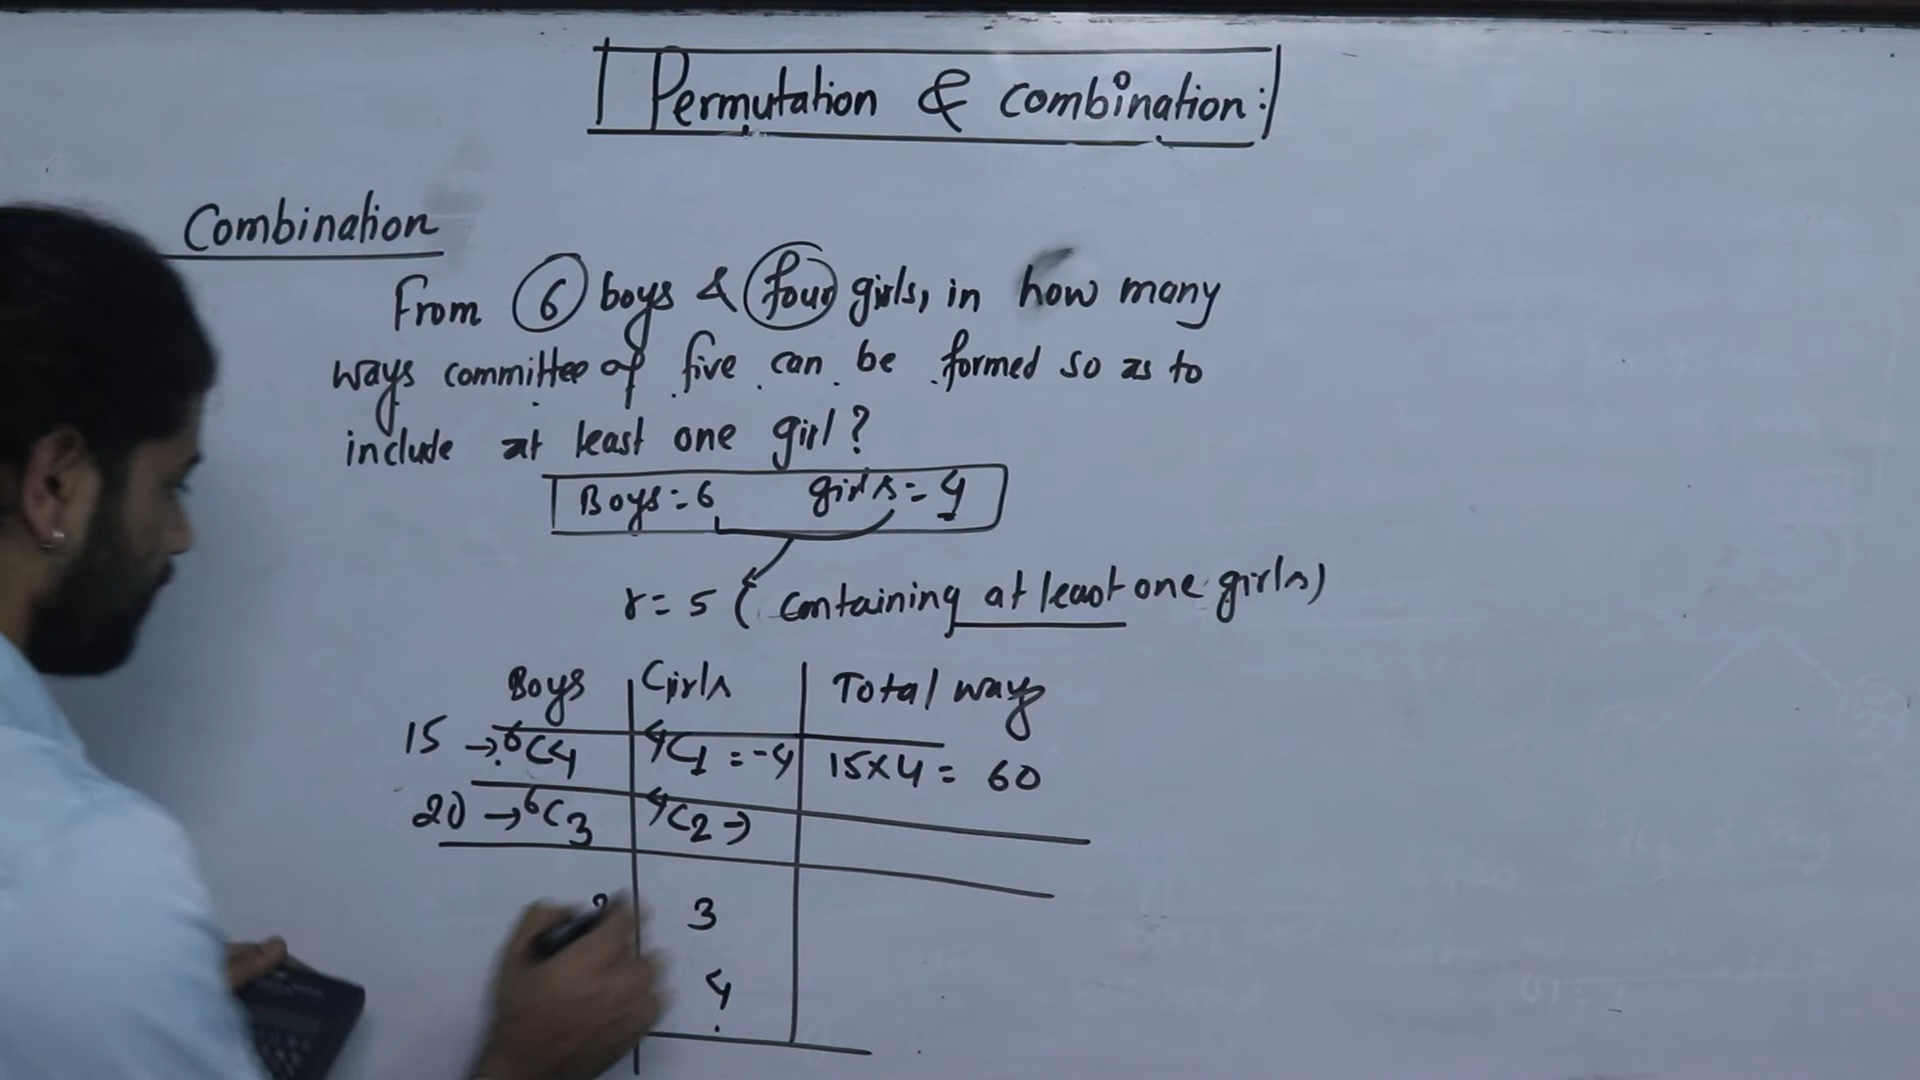 Permutation & combination:
Combination
From 6 boys & four girls, in how many
ways committee of five can be formed so as to
include at least one girl?
Boys = 6 girls = 4
r = 5 ( containing at least one girls)
Boys Girls Total ways
15 → ⁶C₄ ⁴C₁ = -4 15×4 = 60
20 → ⁶C₃ ⁴C₂ →
3
4